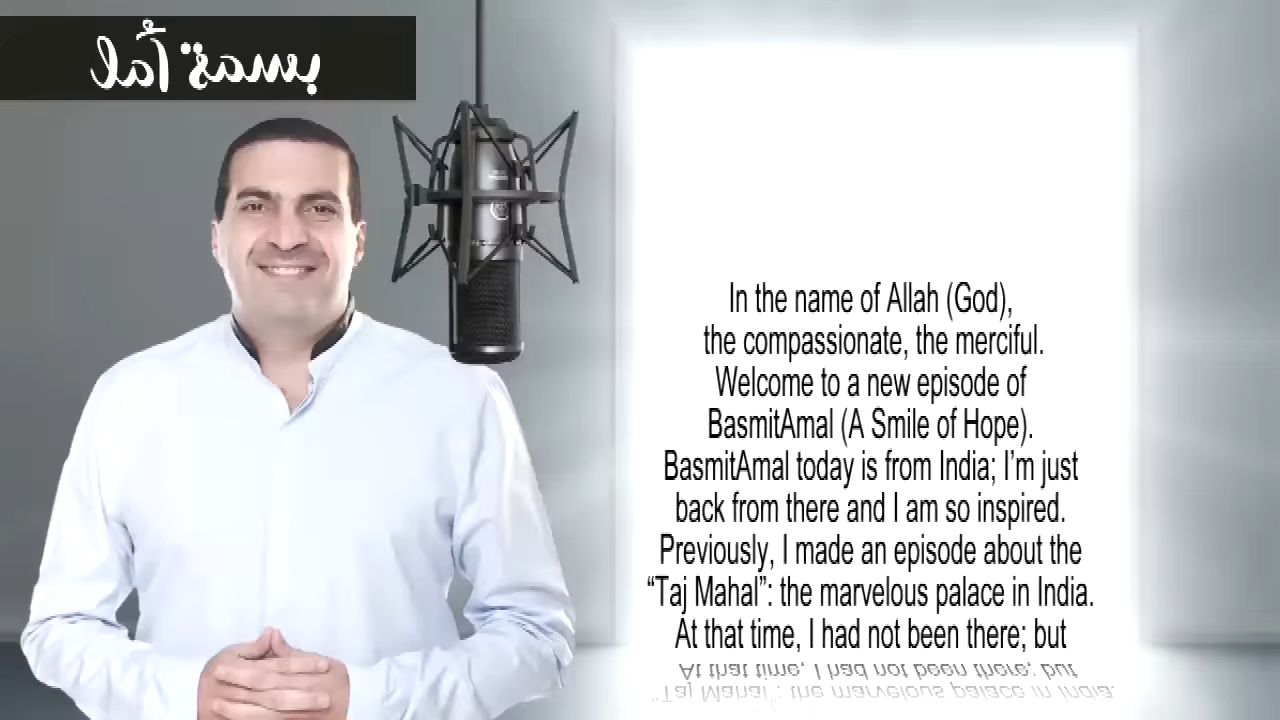 بسمة أمل
In the name of Allah (God),
the compassionate, the merciful.
Welcome to a new episode of
BasmitAmal (A Smile of Hope).
BasmitAmal today is from India; I’m just
back from there and I am so inspired.
Previously, I made an episode about the
“Taj Mahal”: the marvelous palace in India.
At that time, I had not been there; but